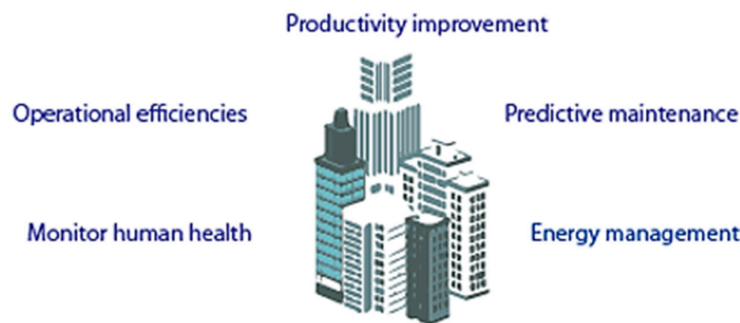 Productivity improvement
Operational efficiencies
Predictive maintenance
Monitor human health
Energy management